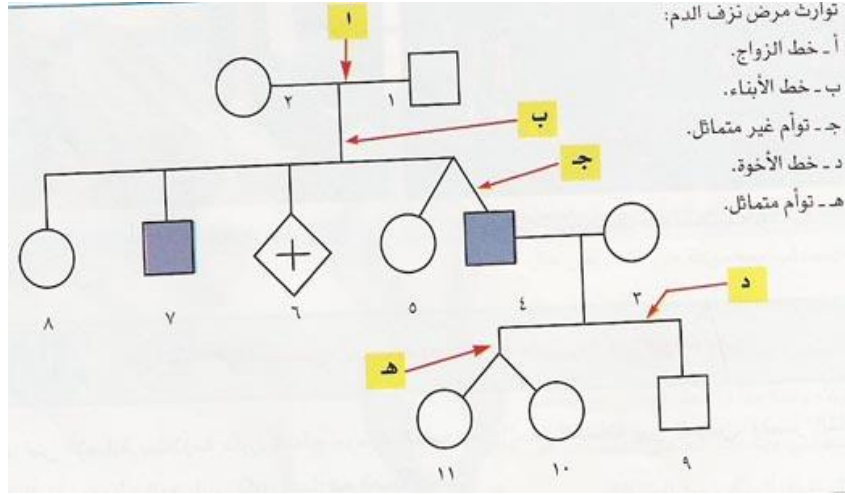 توارث مرض نزف الدم:
أ ـ خط الزواج.
ب ـ خط الأبناء.
جـ ـ توأم غير متماثل.
د ـ خط الأخوة.
هـ ـ توأم متماثل.
ا
٢ ١
ب
جـ
د
٨ ٧ ٦ ٥ ٤ ٣
هـ
١١ ١٠ ٩